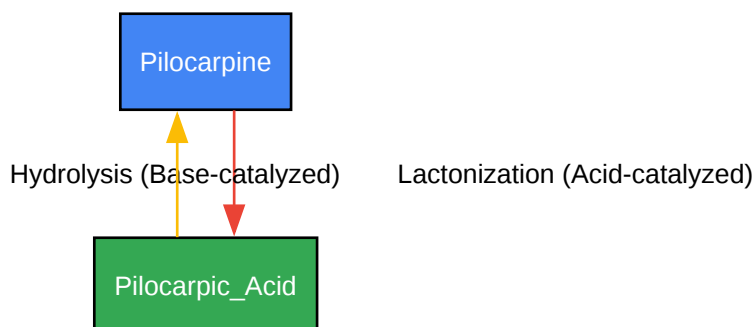 Pilocarpine
Hydrolysis (Base-catalyzed)
Lactonization (Acid-catalyzed)
Pilocarpic_Acid